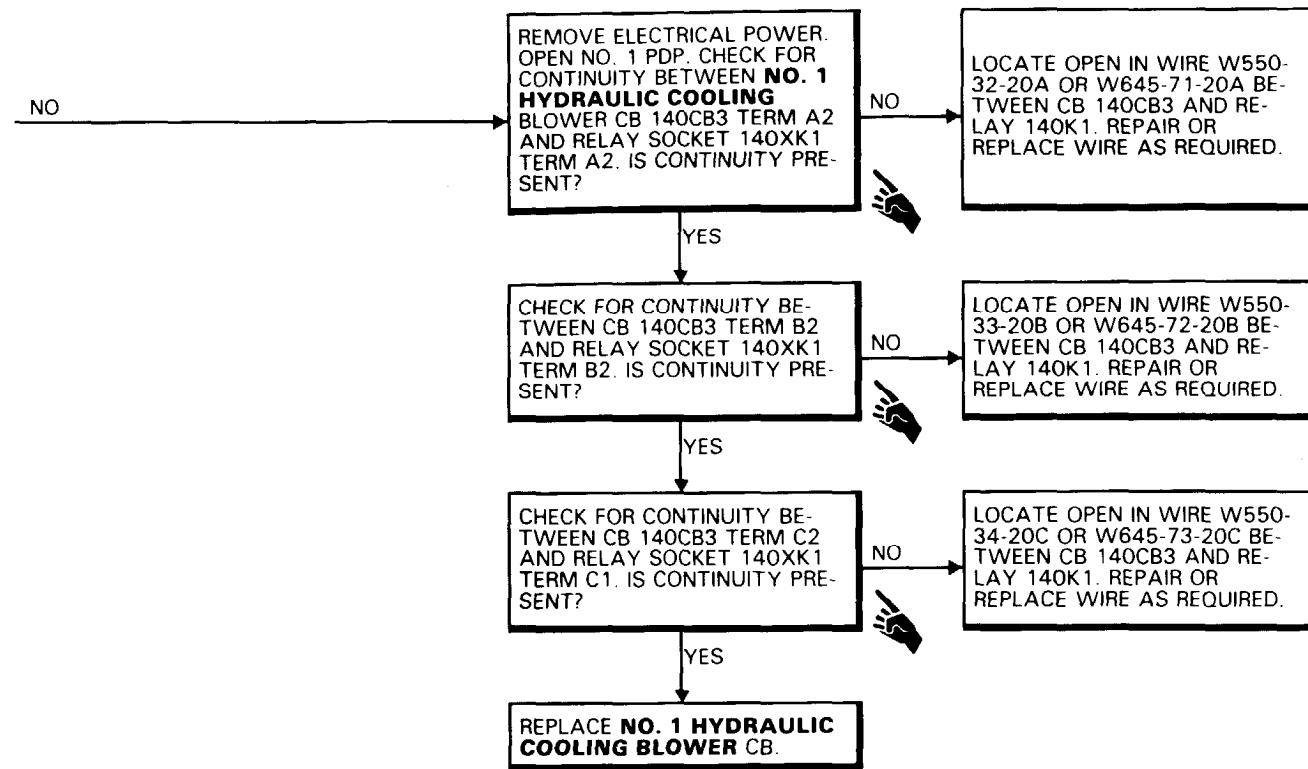 NO
REMOVE ELECTRICAL POWER.
OPEN NO. 1 PDP. CHECK FOR
CONTINUITY BETWEEN NO. 1
HYDRAULIC COOLING
BLOWER CB 140CB3 TERM A2
AND RELAY SOCKET 140XK1
TERM A2. IS CONTINUITY PRE-
SENT?
NO
LOCATE OPEN IN WIRE W550-
32-20A OR W645-71-20A BE-
TWEEN CB 140CB3 AND RE-
LAY 140K1. REPAIR OR
REPLACE WIRE AS REQUIRED.
YES
CHECK FOR CONTINUITY BE-
TWEEN CB 140CB3 TERM B2
AND RELAY SOCKET 140XK1
TERM B2. IS CONTINUITY PRE-
SENT?
NO
LOCATE OPEN IN WIRE W550-
33-20B OR W645-72-20B BE-
TWEEN CB 140CB3 AND RE-
LAY 140K1. REPAIR OR
REPLACE WIRE AS REQUIRED.
YES
CHECK FOR CONTINUITY BE-
TWEEN CB 140CB3 TERM C2
AND RELAY SOCKET 140XK1
TERM C1. IS CONTINUITY PRE-
SENT?
NO
LOCATE OPEN IN WIRE W550-
34-20C OR W645-73-20C BE-
TWEEN CB 140CB3 AND RE-
LAY 140K1. REPAIR OR
REPLACE WIRE AS REQUIRED.
YES
REPLACE NO. 1 HYDRAULIC
COOLING BLOWER CB.